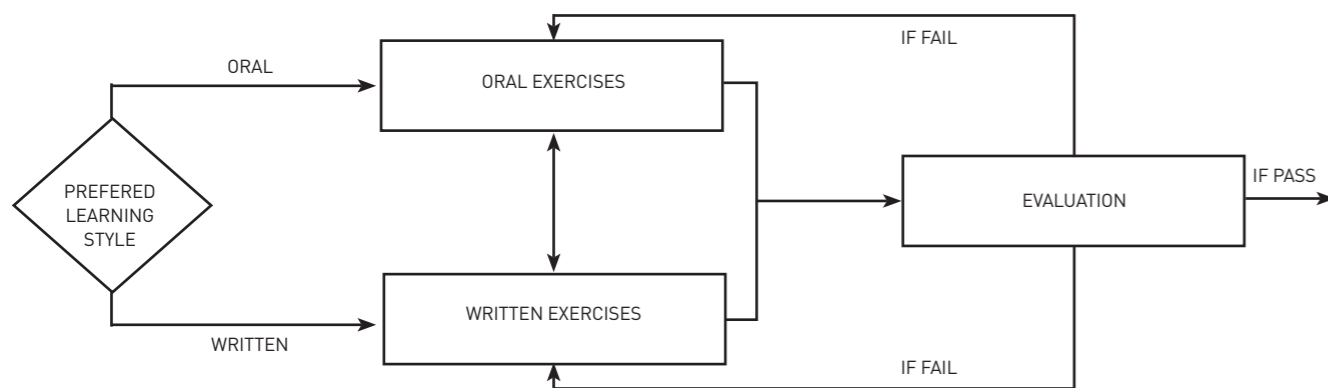 IF FAIL
ORAL
ORAL EXERCISES
PREFERED
LEARNING
STYLE
IF PASS
EVALUATION
WRITTEN EXERCISES
WRITTEN
IF FAIL